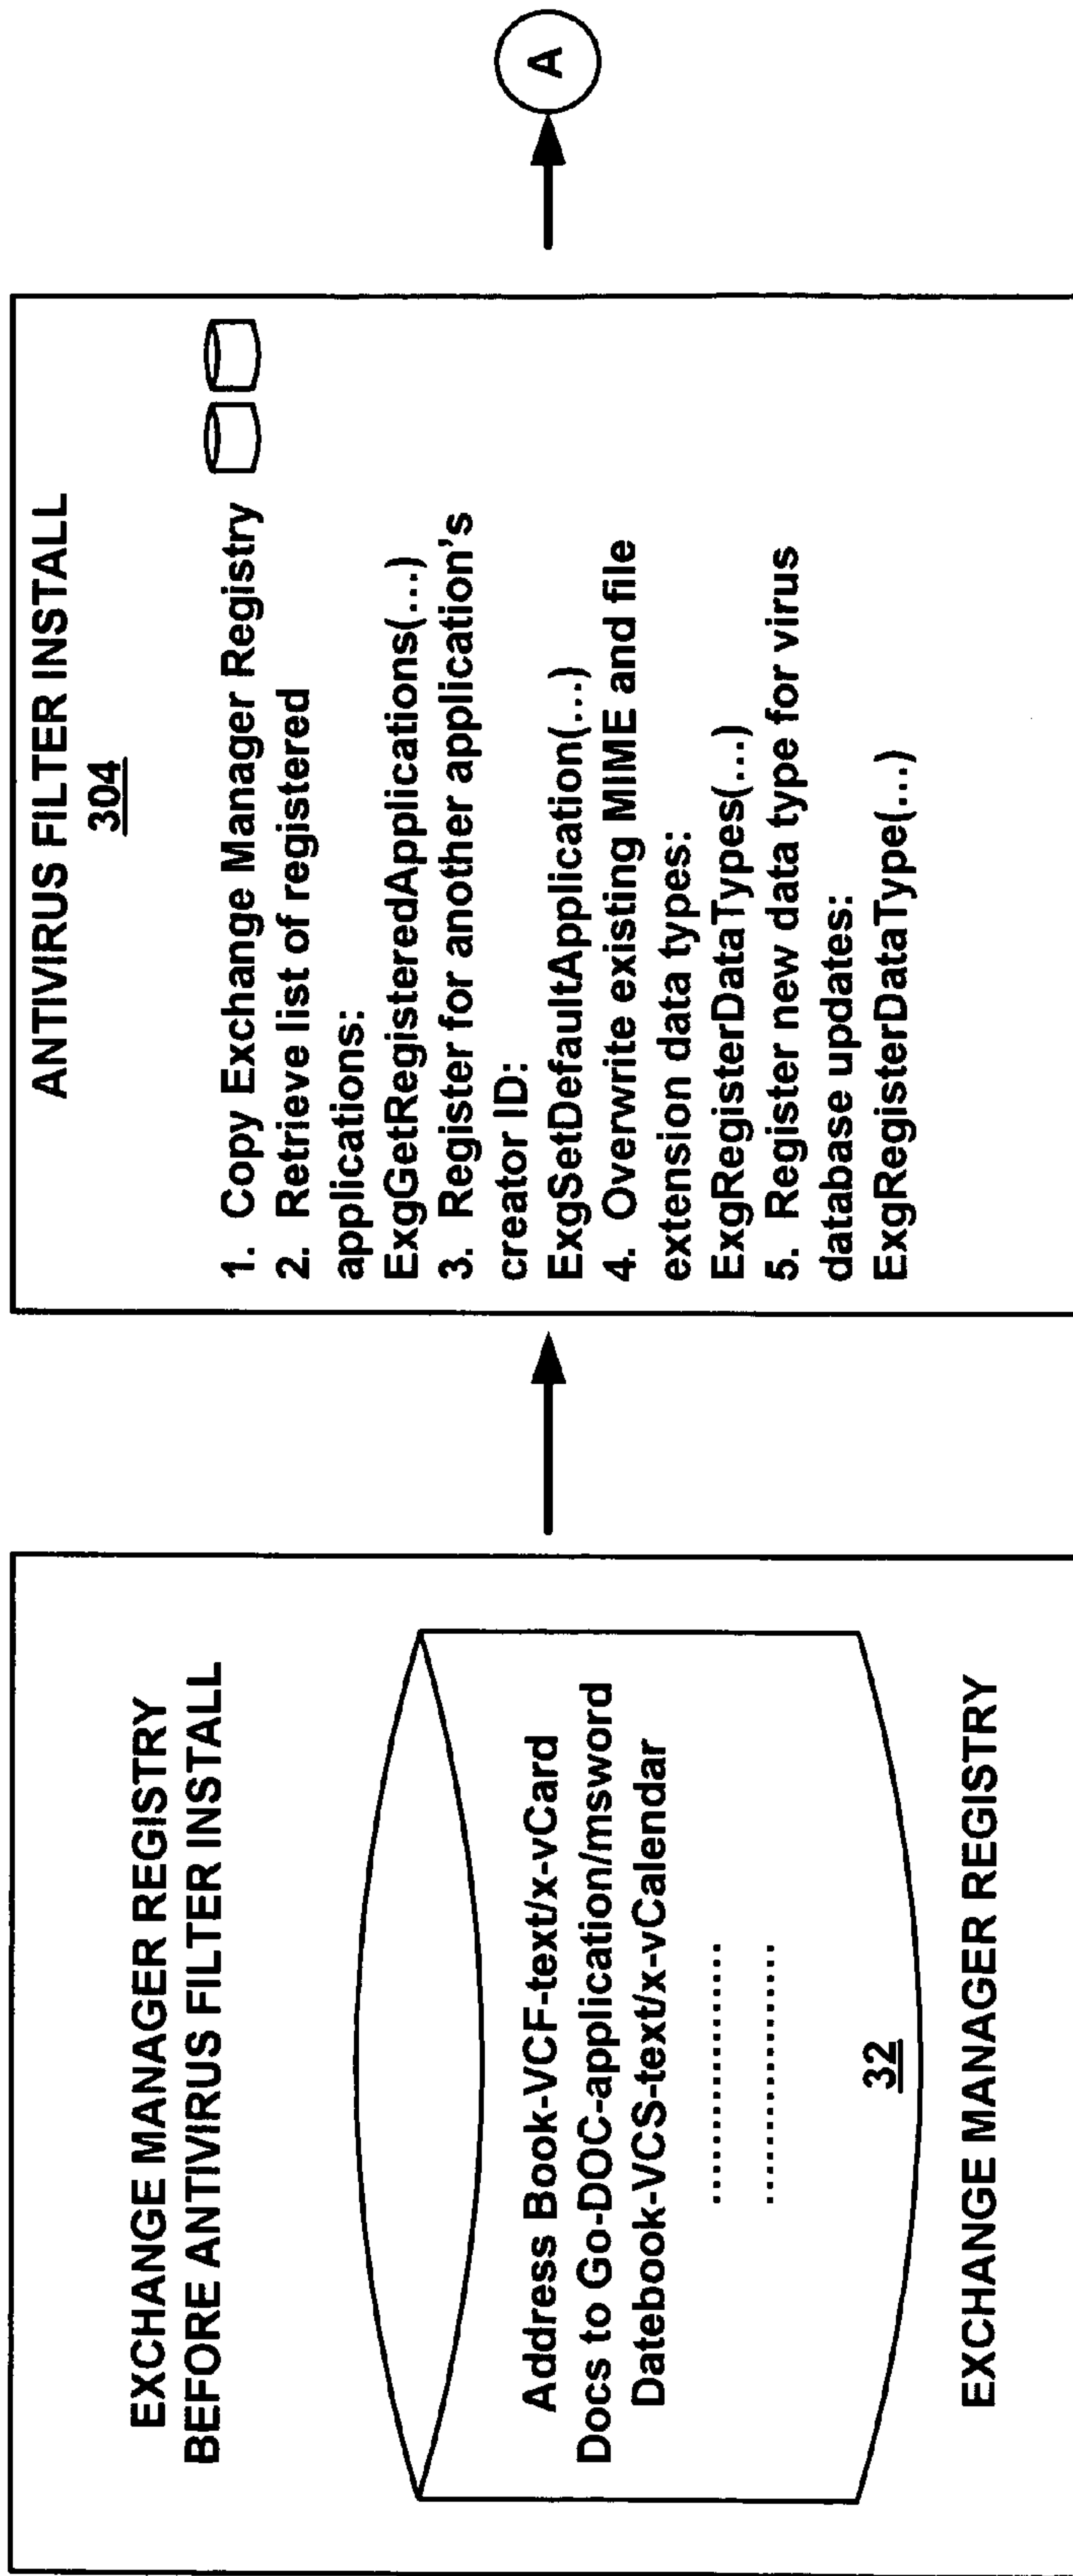 EXCHANGE MANAGER REGISTRY
BEFORE ANTIVIRUS FILTER INSTALL
Address Book-VCF-text/x-vCard
Docs to Go-DOC-application/msword
Datebook-VCS-text/x-vCalendar
....................
....................
32
EXCHANGE MANAGER REGISTRY
ANTIVIRUS FILTER INSTALL
304
1. Copy Exchange Manager Registry
2. Retrieve list of registered
applications:
ExgGetRegisteredApplications(...)
3. Register for another application's
creator ID:
ExgSetDefaultApplication(...)
4. Overwrite existing MIME and file
extension data types:
ExgRegisterDataTypes(...)
5. Register new data type for virus
database updates:
ExgRegisterDataType(...)
A